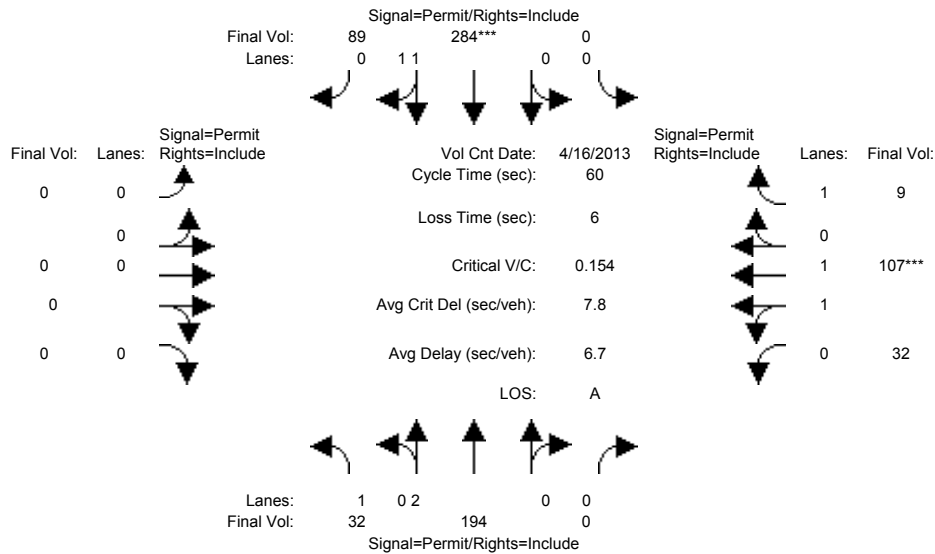 Signal=Permit/Rights=Include
Final Vol: 89 284*** 0
Lanes: 0 1 1 0 0
Signal=Permit
Final Vol: Lanes: Rights=Include
Vol Cnt Date: 4/16/2013
Signal=Permit
Rights=Include Lanes: Final Vol:
Cycle Time (sec): 60
0 0
1 9
Loss Time (sec): 6
0
0
0 0
Critical V/C: 0.154
1 107***
0
Avg Crit Del (sec/veh): 7.8
1
0 0
Avg Delay (sec/veh): 6.7
0 32
LOS: A
Lanes: 1 0 2 0 0
Final Vol: 32 194 0
Signal=Permit/Rights=Include